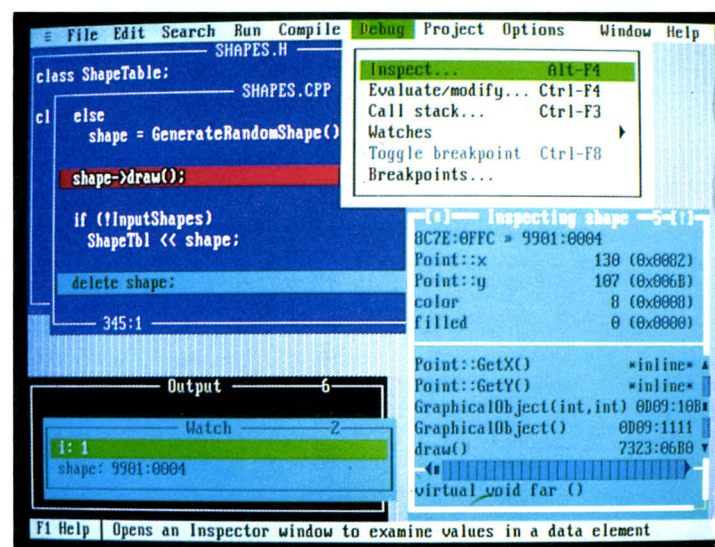 ≡ File Edit Search Run Compile Debug Project Options Window Help
SHAPES.H
class ShapeTable;
SHAPES.CPP
cl
else
shape = GenerateRandomShape()
shape->draw();
if (!InputShapes)
ShapeTbl << shape;
delete shape;
345:1
Inspect... Alt-F4
Evaluate/modify... Ctrl-F4
Call stack... Ctrl-F3
Watches
Toggle breakpoint Ctrl-F8
Breakpoints...
Inspecting shape 5
8C7E:0FFC » 9901:0004
Point::x 130 (0x0082)
Point::y 107 (0x006B)
color 8 (0x0008)
filled 0 (0x0000)
Point::GetX() *inline*
Point::GetY() *inline*
GraphicalObject(int,int) 0D09:10B
GraphicalObject() 0D09:1111
draw() 7323:06B0
virtual void far ()
Output 6
Watch 2
i: 1
shape: 9901:0004
F1 Help | Opens an Inspector window to examine values in a data element